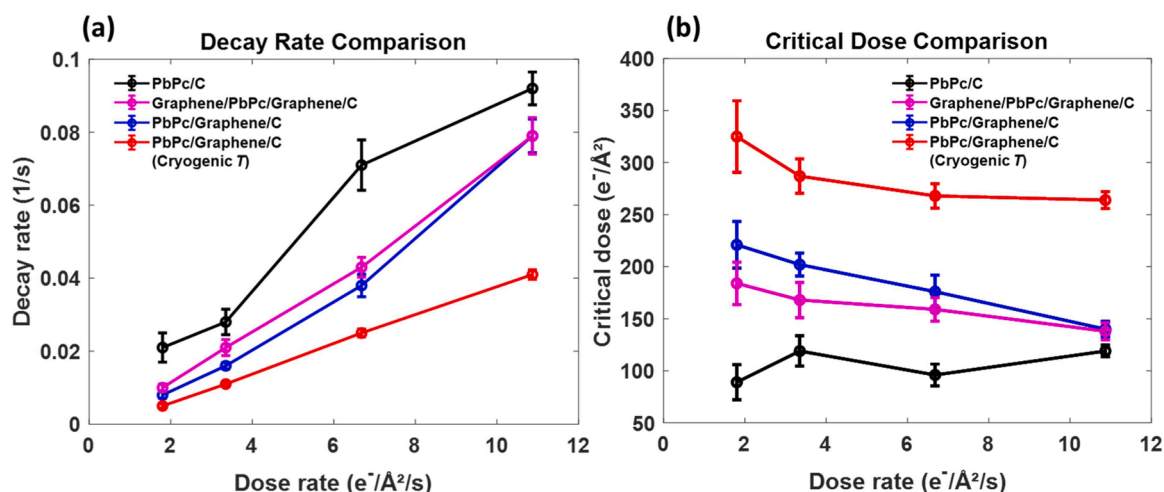 (a)
Decay Rate Comparison
0.1
0.08
0.06
0.04
0.02
0
Decay rate (1/s)
PbPc/C
Graphene/PbPc/Graphene/C
PbPc/Graphene/C
PbPc/Graphene/C
(Cryogenic T)
0 2 4 6 8 10 12
Dose rate (e⁻/Å²/s)
(b)
Critical Dose Comparison
400
350
300
250
200
150
100
50
Critical dose (e⁻/Å²)
PbPc/C
Graphene/PbPc/Graphene/C
PbPc/Graphene/C
PbPc/Graphene/C
(Cryogenic T)
0 2 4 6 8 10 12
Dose rate (e⁻/Å²/s)